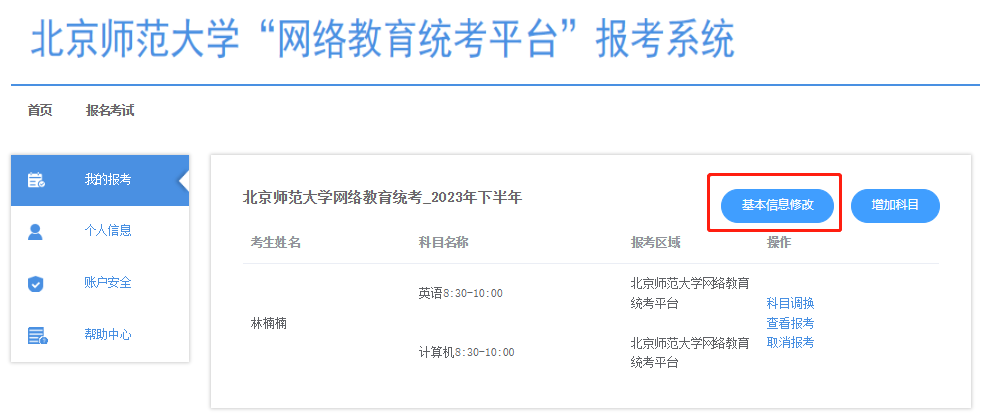 北京师范大学“网络教育统考平台”报考系统
首页 报名考试
我的报考
个人信息
账户安全
帮助中心
北京师范大学网络教育统考_2023年下半年
基本信息修改 增加科目
考生姓名 科目名称 报考区域 操作
林楠楠
英语8:30-10:00
北京师范大学网络教育
统考平台
计算机8:30-10:00
北京师范大学网络教育
统考平台
科目调换
查看报考
取消报考